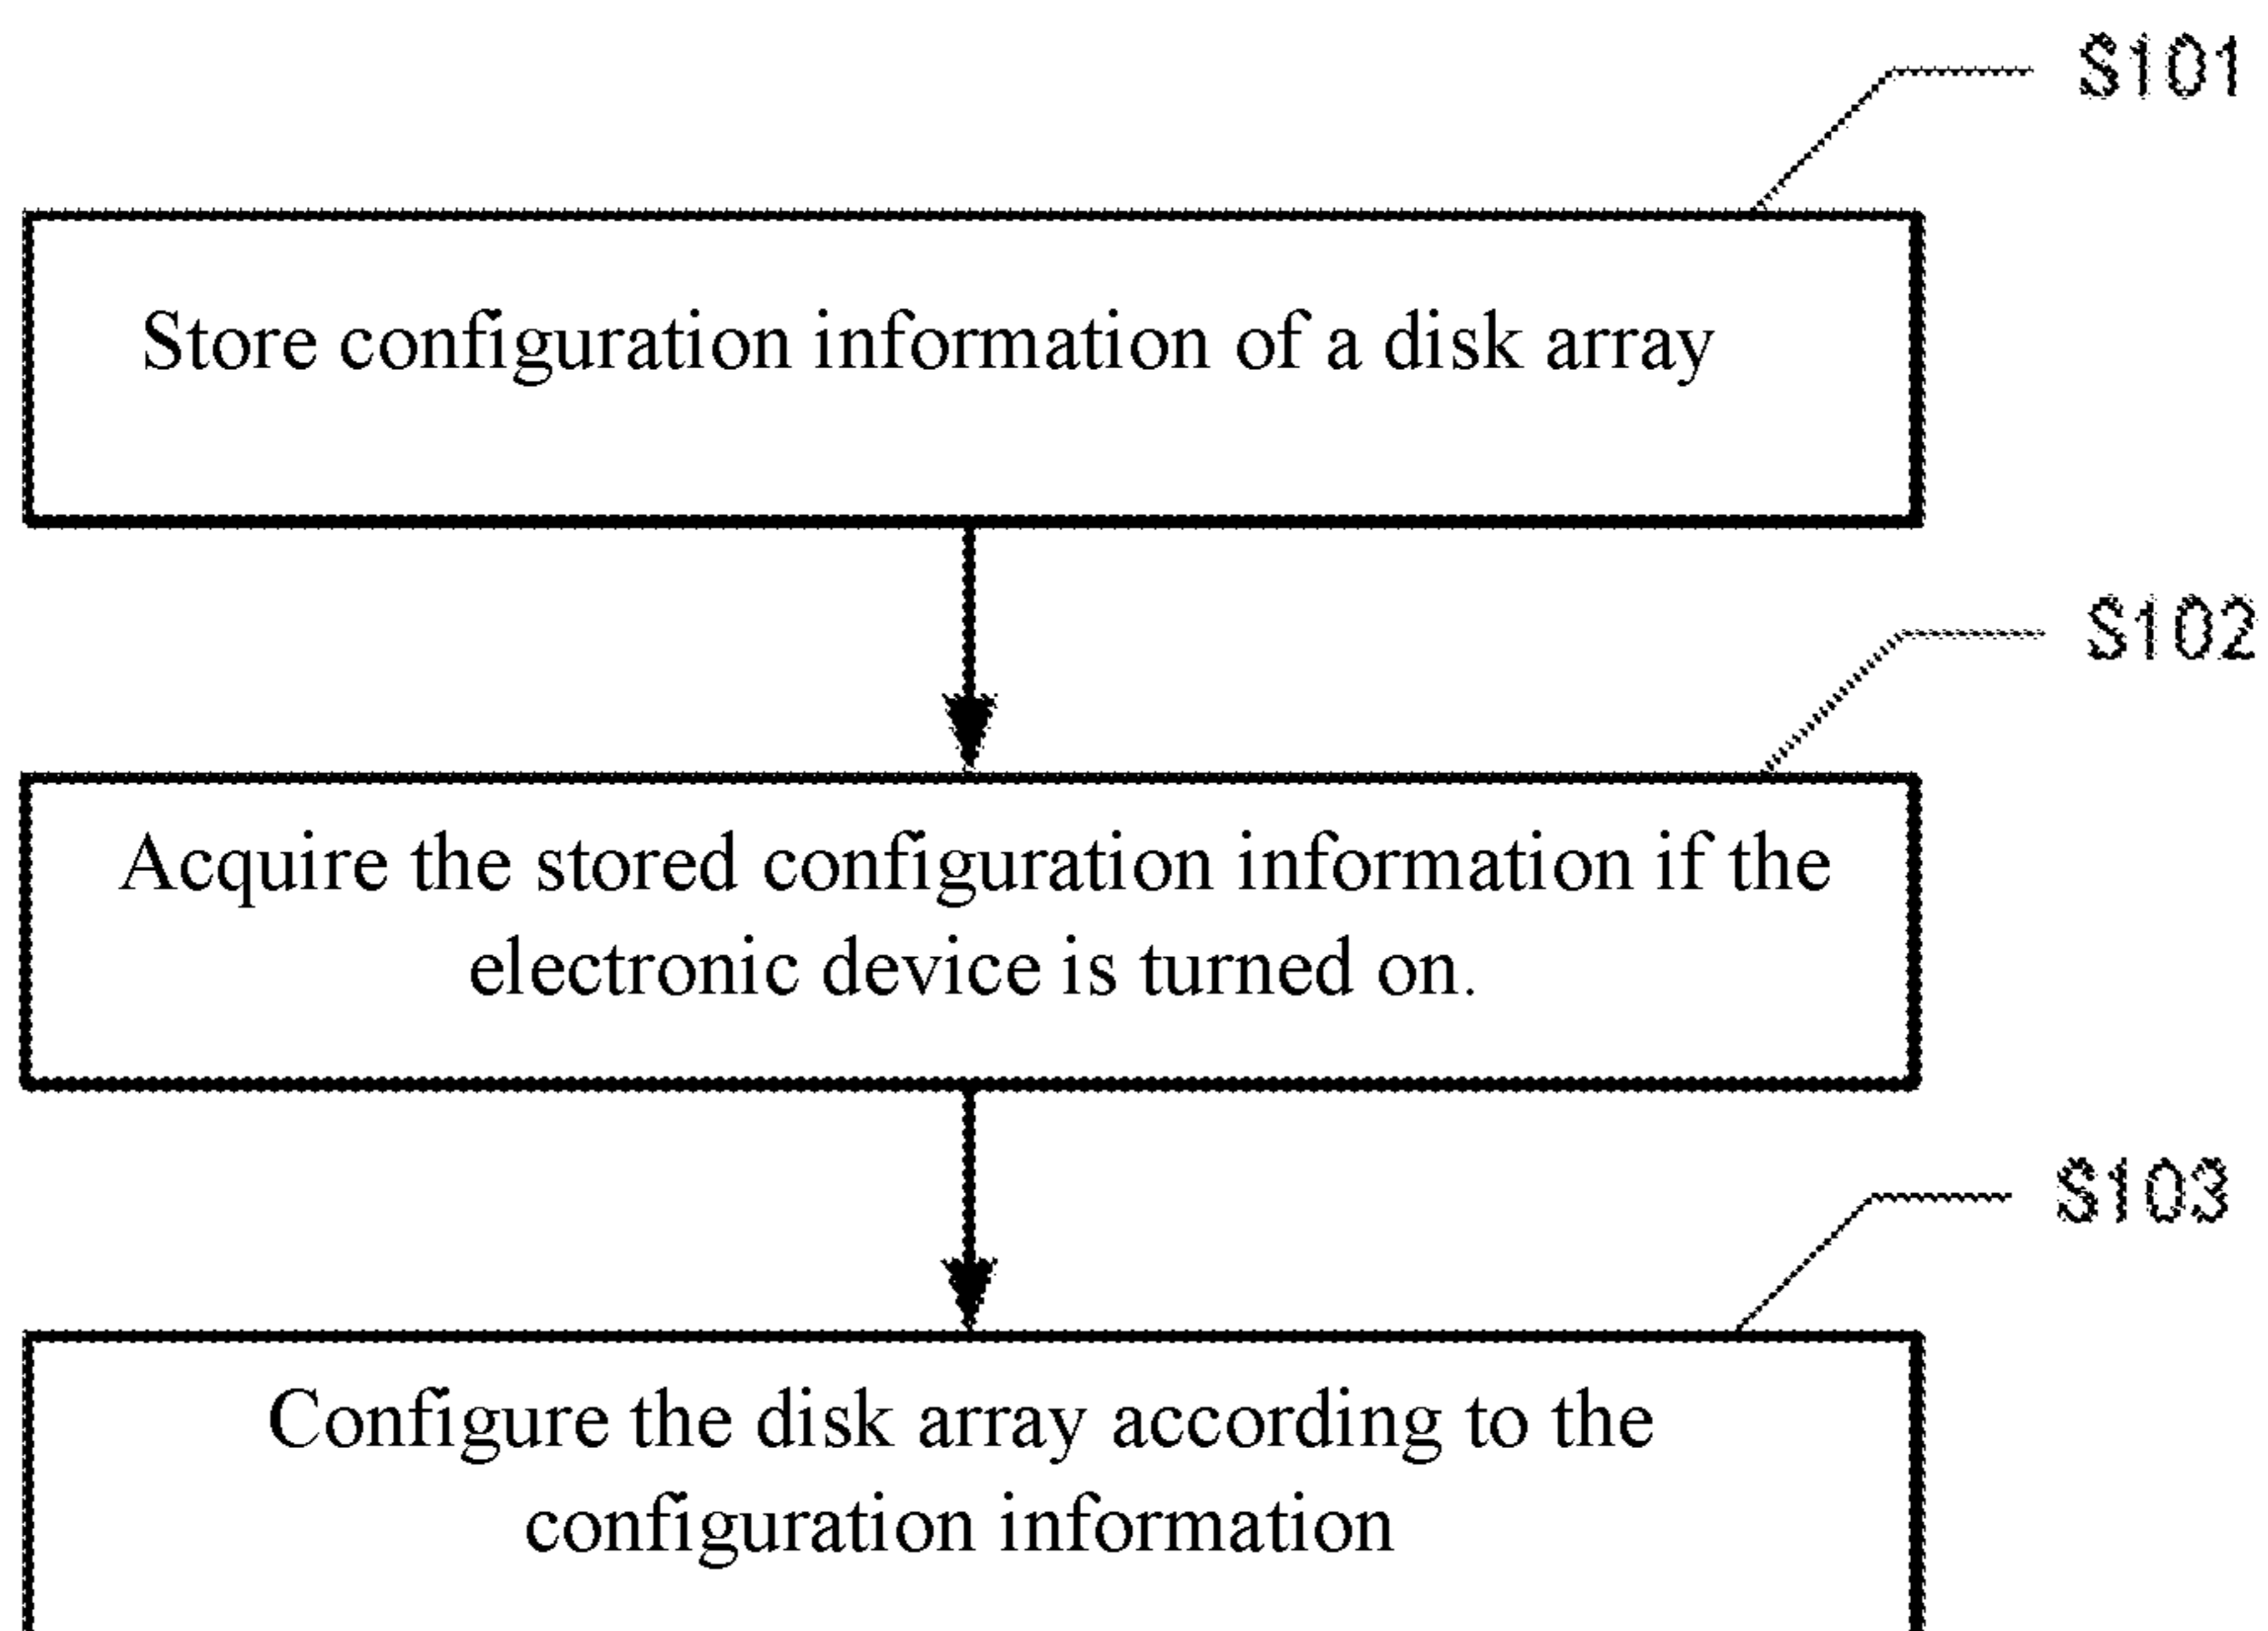 S101
Store configuration information of a disk array
S102
Acquire the stored configuration information if the
electronic device is turned on.
S103
Configure the disk array according to the
configuration information